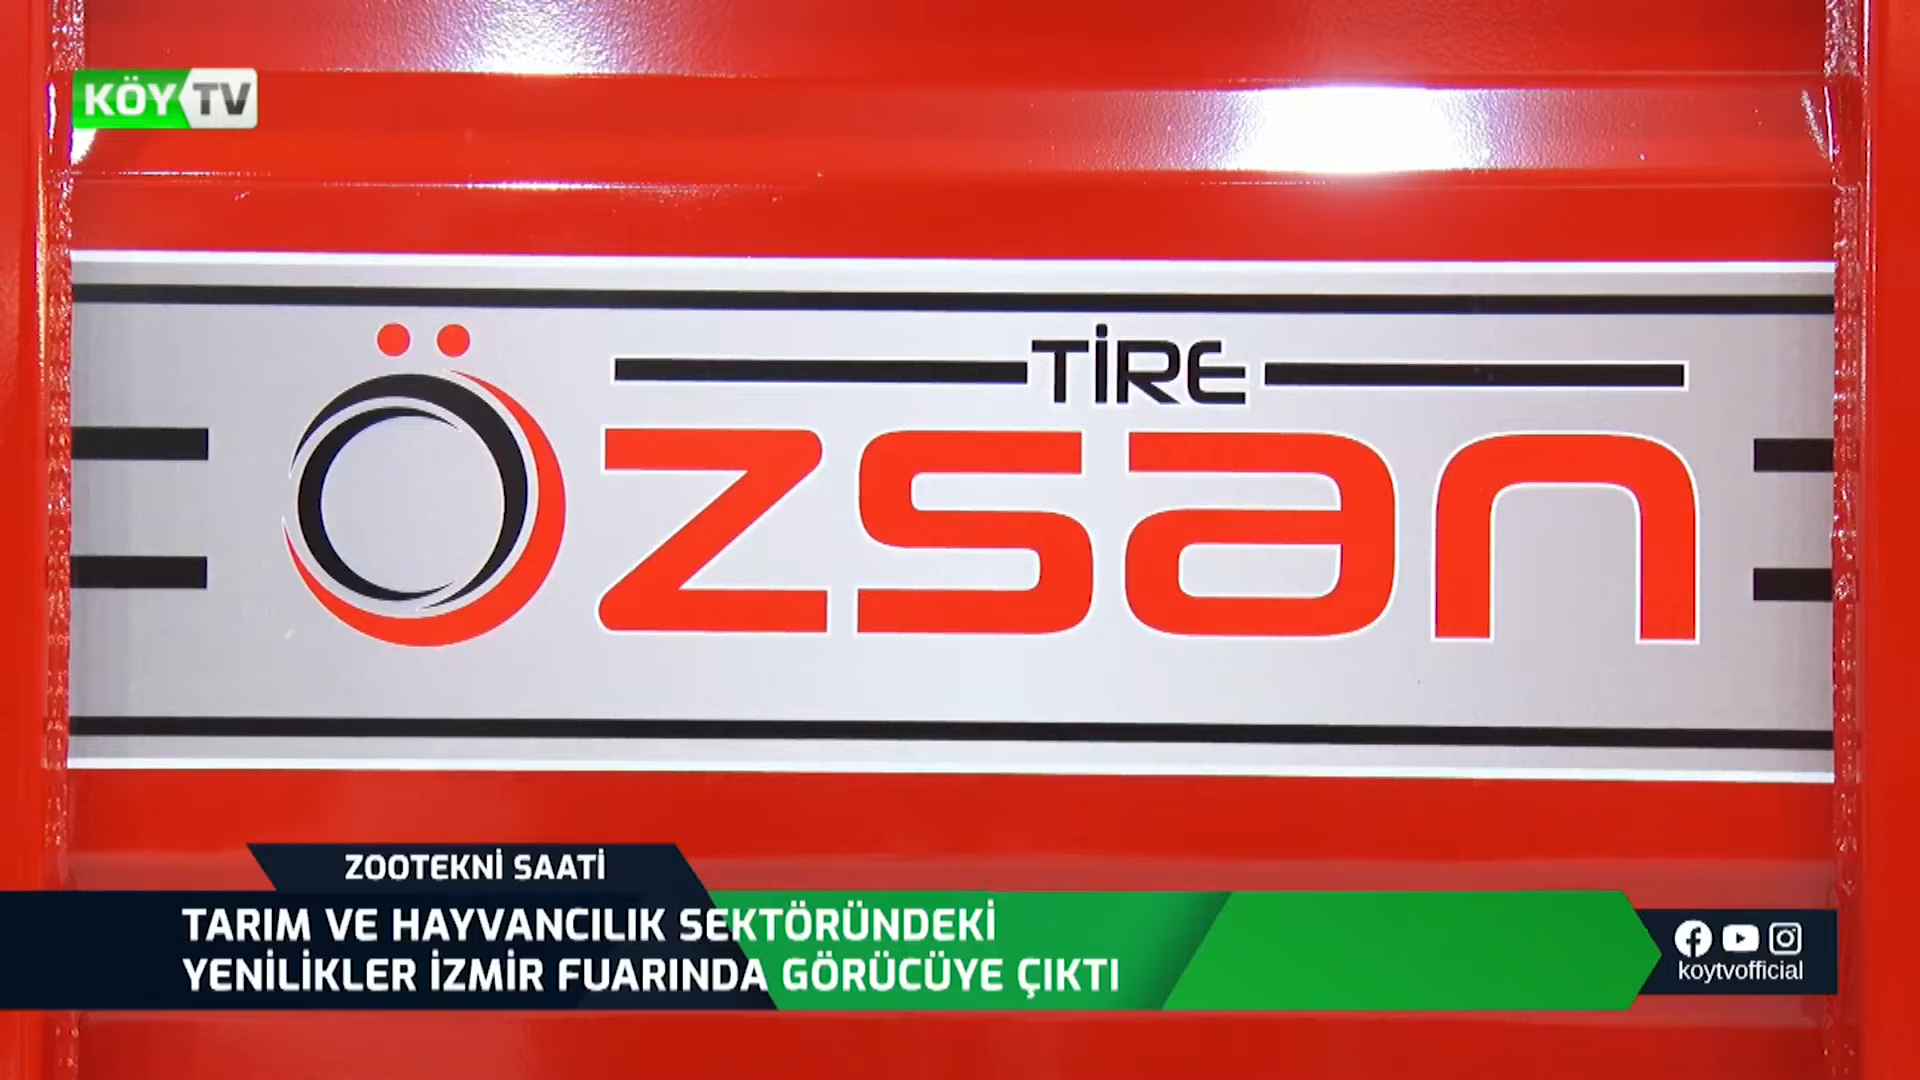 KÖY TV
TİRE
Özsan
ZOOTEKNİ SAATİ
TARIM VE HAYVANCILIK SEKTÖRÜNDEKİ
YENİLİKLER İZMİR FUARINDA GÖRÜCÜYE ÇIKTI
koytvofficial